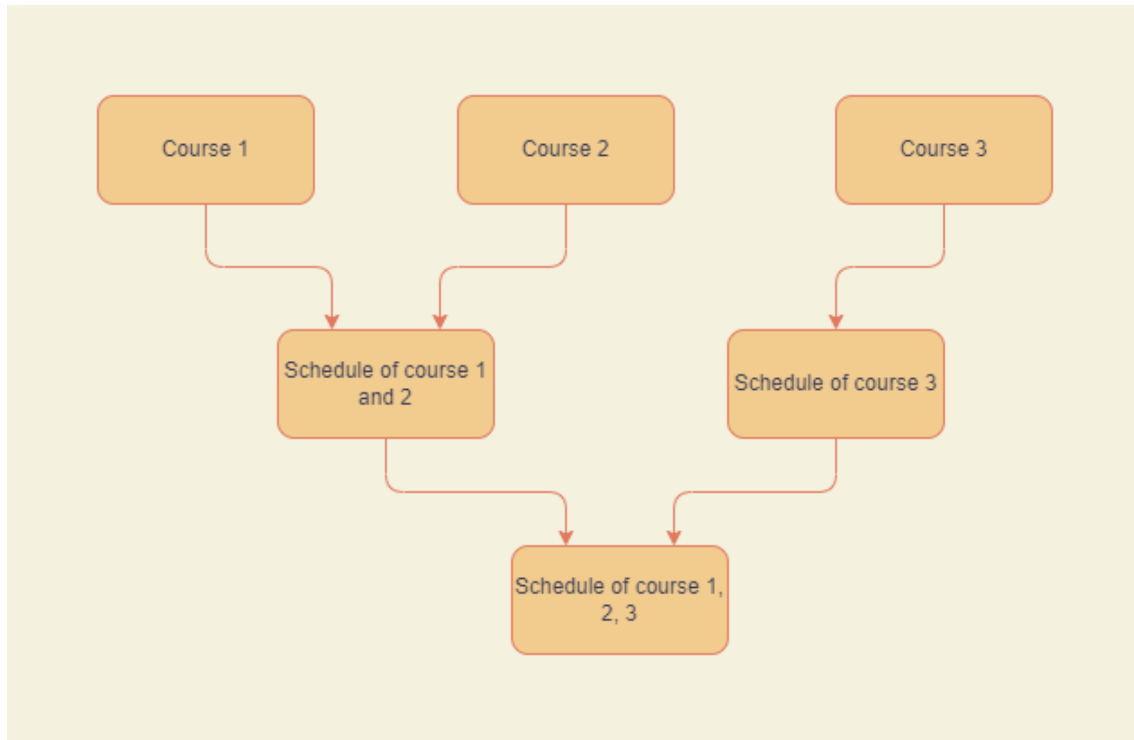 Course 1
Course 2
Course 3
Schedule of course 1
and 2
Schedule of course 3
Schedule of course 1,
2, 3